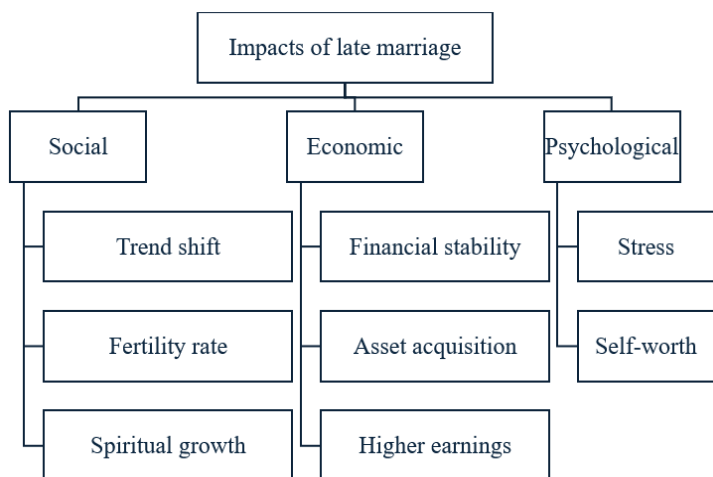 Impacts of late marriage
Social
Economic
Psychological
Trend shift
Financial stability
Stress
Fertility rate
Asset acquisition
Self-worth
Spiritual growth
Higher earnings